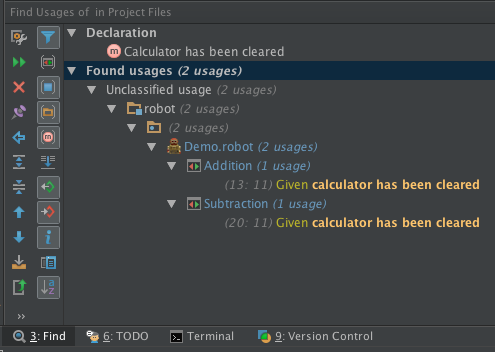 Find Usages of in Project Files
Declaration
m Calculator has been cleared
Found usages (2 usages)
Unclassified usage (2 usages)
robot (2 usages)
(2 usages)
Demo.robot (2 usages)
Addition (1 usage)
(13: 11) Given calculator has been cleared
Subtraction (1 usage)
(20: 11) Given calculator has been cleared
3: Find 6: TODO Terminal 9: Version Control